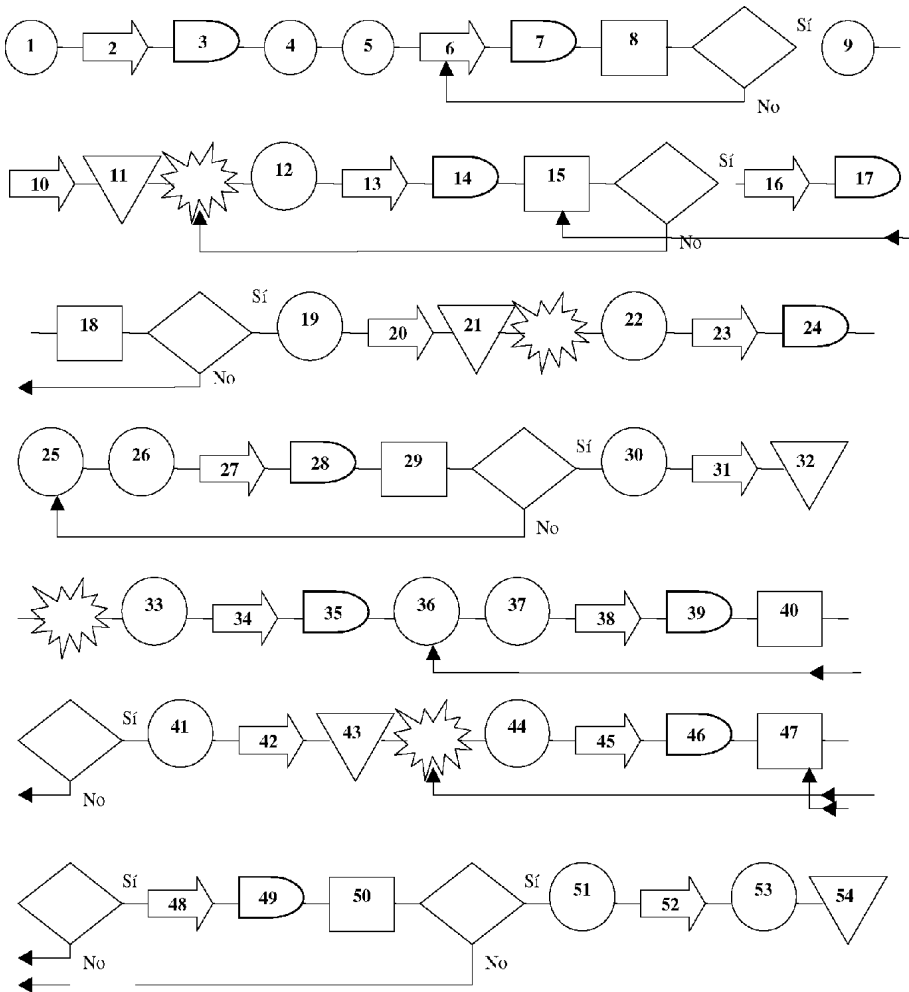 1 2 3 4 5 6 7 8 Sí 9
No
10 11 12 13 14 15 Sí 16 17
No
18 Sí 19 20 21 22 23 24
No
25 26 27 28 29 Sí 30 31 32
No
33 34 35 36 37 38 39 40
Sí 41 42 43 44 45 46 47
No
Sí 48 49 50 Sí 51 52 53 54
No No